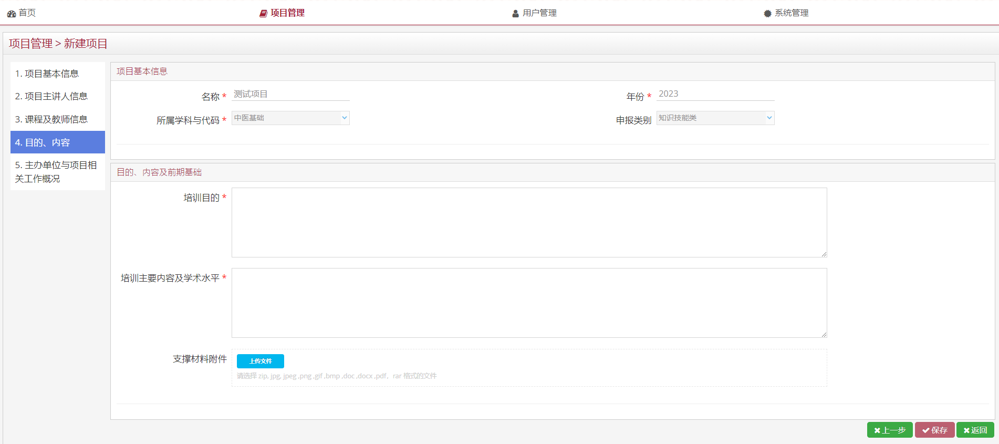 首页
项目管理
用户管理
系统管理
项目管理 > 新建项目
1. 项目基本信息
2. 项目主讲人信息
3. 课程及教师信息
4. 目的、内容
5. 主办单位与项目相
关工作概况
项目基本信息
名称 * 测试项目
年份 * 2023
所属学科与代码 * 中医基础
申报类别 知识技能类
目的、内容及前期基础
培训目的 *
培训主要内容及学术水平 *
支撑材料附件
上传文件
请选择 zip, jpg, jpeg ,png ,gif ,bmp ,doc ,docx ,pdf，rar 格式的文件
上一步
保存
返回